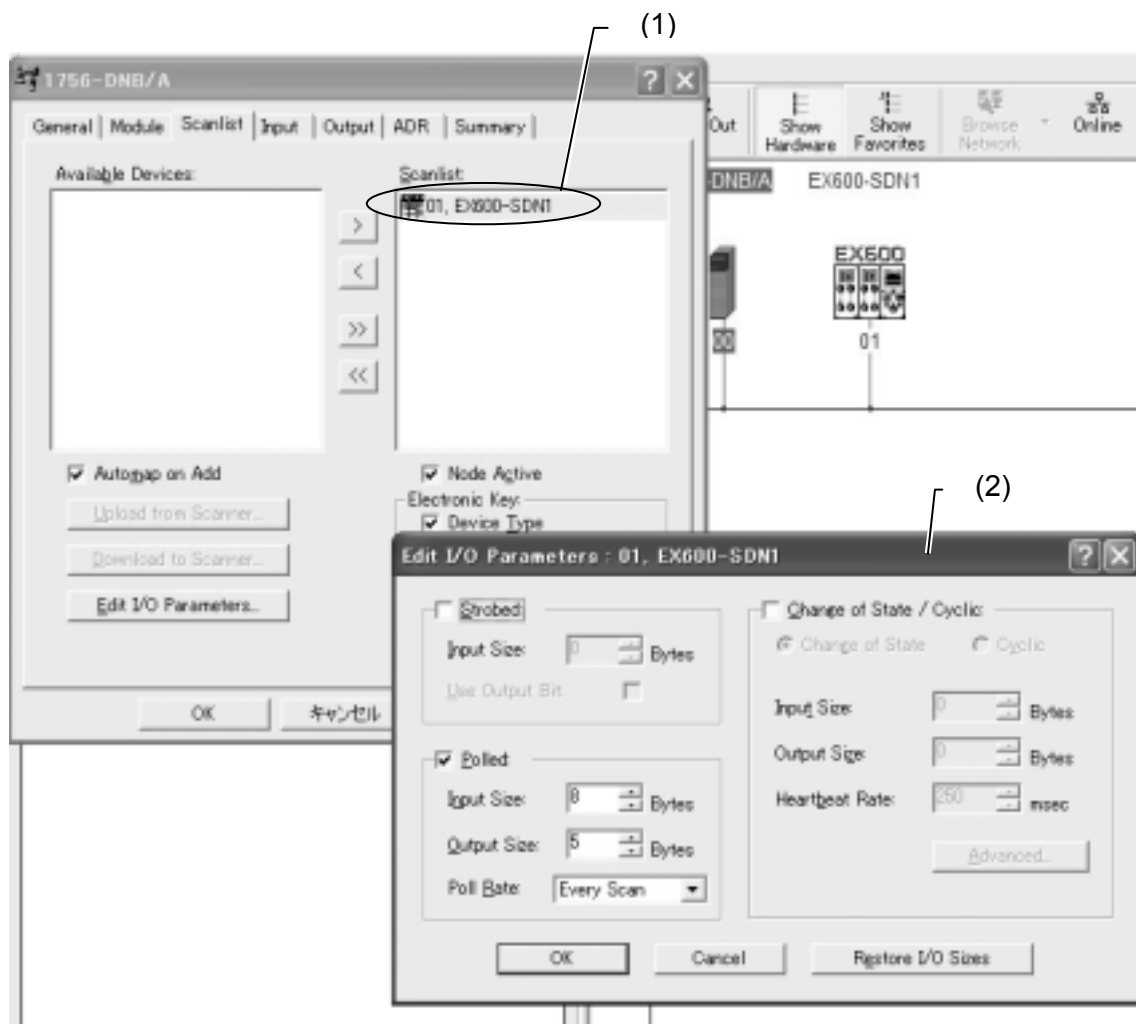 (1)
1756-DNB/A
General Module Scanlist Input Output ADR Summary
Available Devices:
Scanlist:
01, EX600-SDN1
>
<
>>
<<
Automap on Add
Upload from Scanner...
Download to Scanner...
Edit I/O Parameters...
Node Active
Electronic Key:
Device Type
OK
キャンセル
Out
Show Hardware
Show Favorites
Browse Network
Online
-DNB/A
EX600-SDN1
EX600
00
01
(2)
Edit I/O Parameters : 01, EX600-SDN1
Strobed:
Input Size: 0 Bytes
Use Output Bit:
Polled:
Input Size: 8 Bytes
Output Size: 5 Bytes
Poll Rate: Every Scan
Change of State / Cyclic:
Change of State Cyclic
Input Size: 0 Bytes
Output Size: 0 Bytes
Heartbeat Rate: 250 msec
Advanced...
OK
Cancel
Restore I/O Sizes